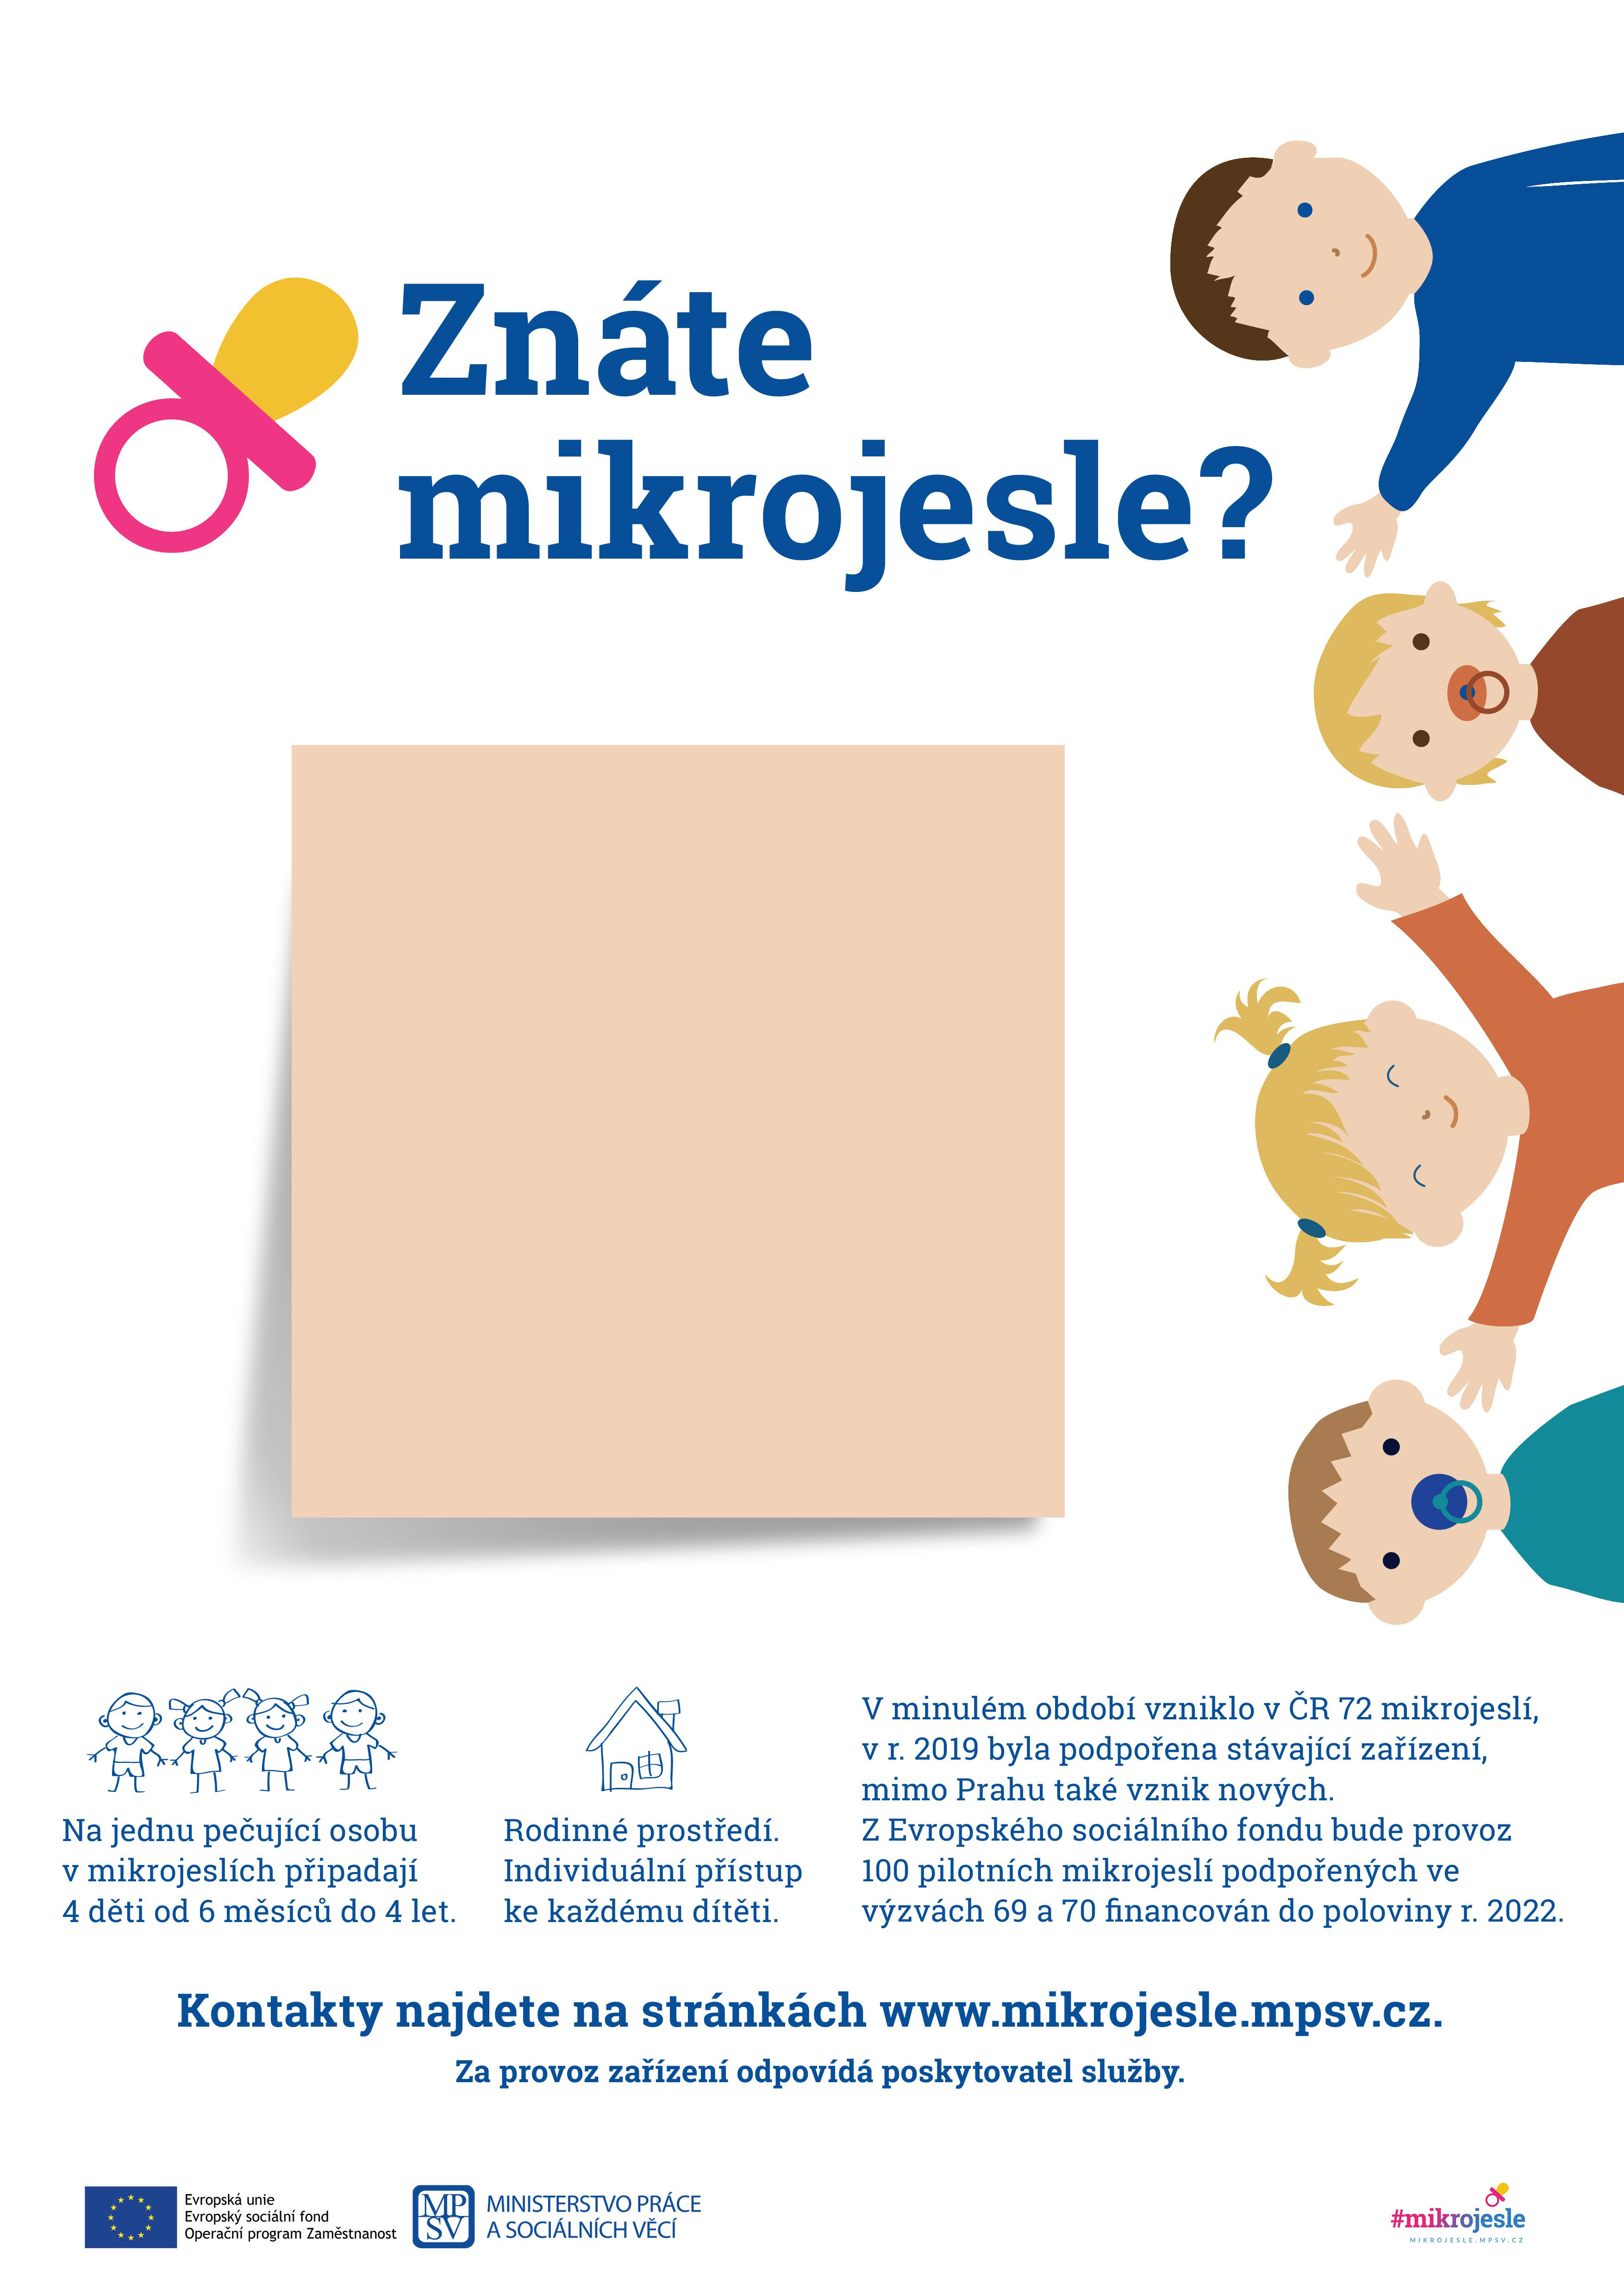 Znáte
mikrojesle?
Na jednu pečující osobu
v mikrojeslích připadají
4 děti od 6 měsíců do 4 let.
Rodinné prostředí.
Individuální přístup
ke každému dítěti.
V minulém období vzniklo v ČR 72 mikrojeslí,
v r. 2019 byla podpořena stávající zařízení,
mimo Prahu také vznik nových.
Z Evropského sociálního fondu bude provoz
100 pilotních mikrojeslí podpořených ve
výzvách 69 a 70 financován do poloviny r. 2022.
Kontakty najdete na stránkách www.mikrojesle.mpsv.cz.
Za provoz zařízení odpovídá poskytovatel služby.
Evropská unie
Evropský sociální fond
Operační program Zaměstnanost
MP
SV
MINISTERSTVO PRÁCE
A SOCIÁLNÍCH VĚCÍ
#mikrojesle
MIKROJESLE.MPSV.CZ